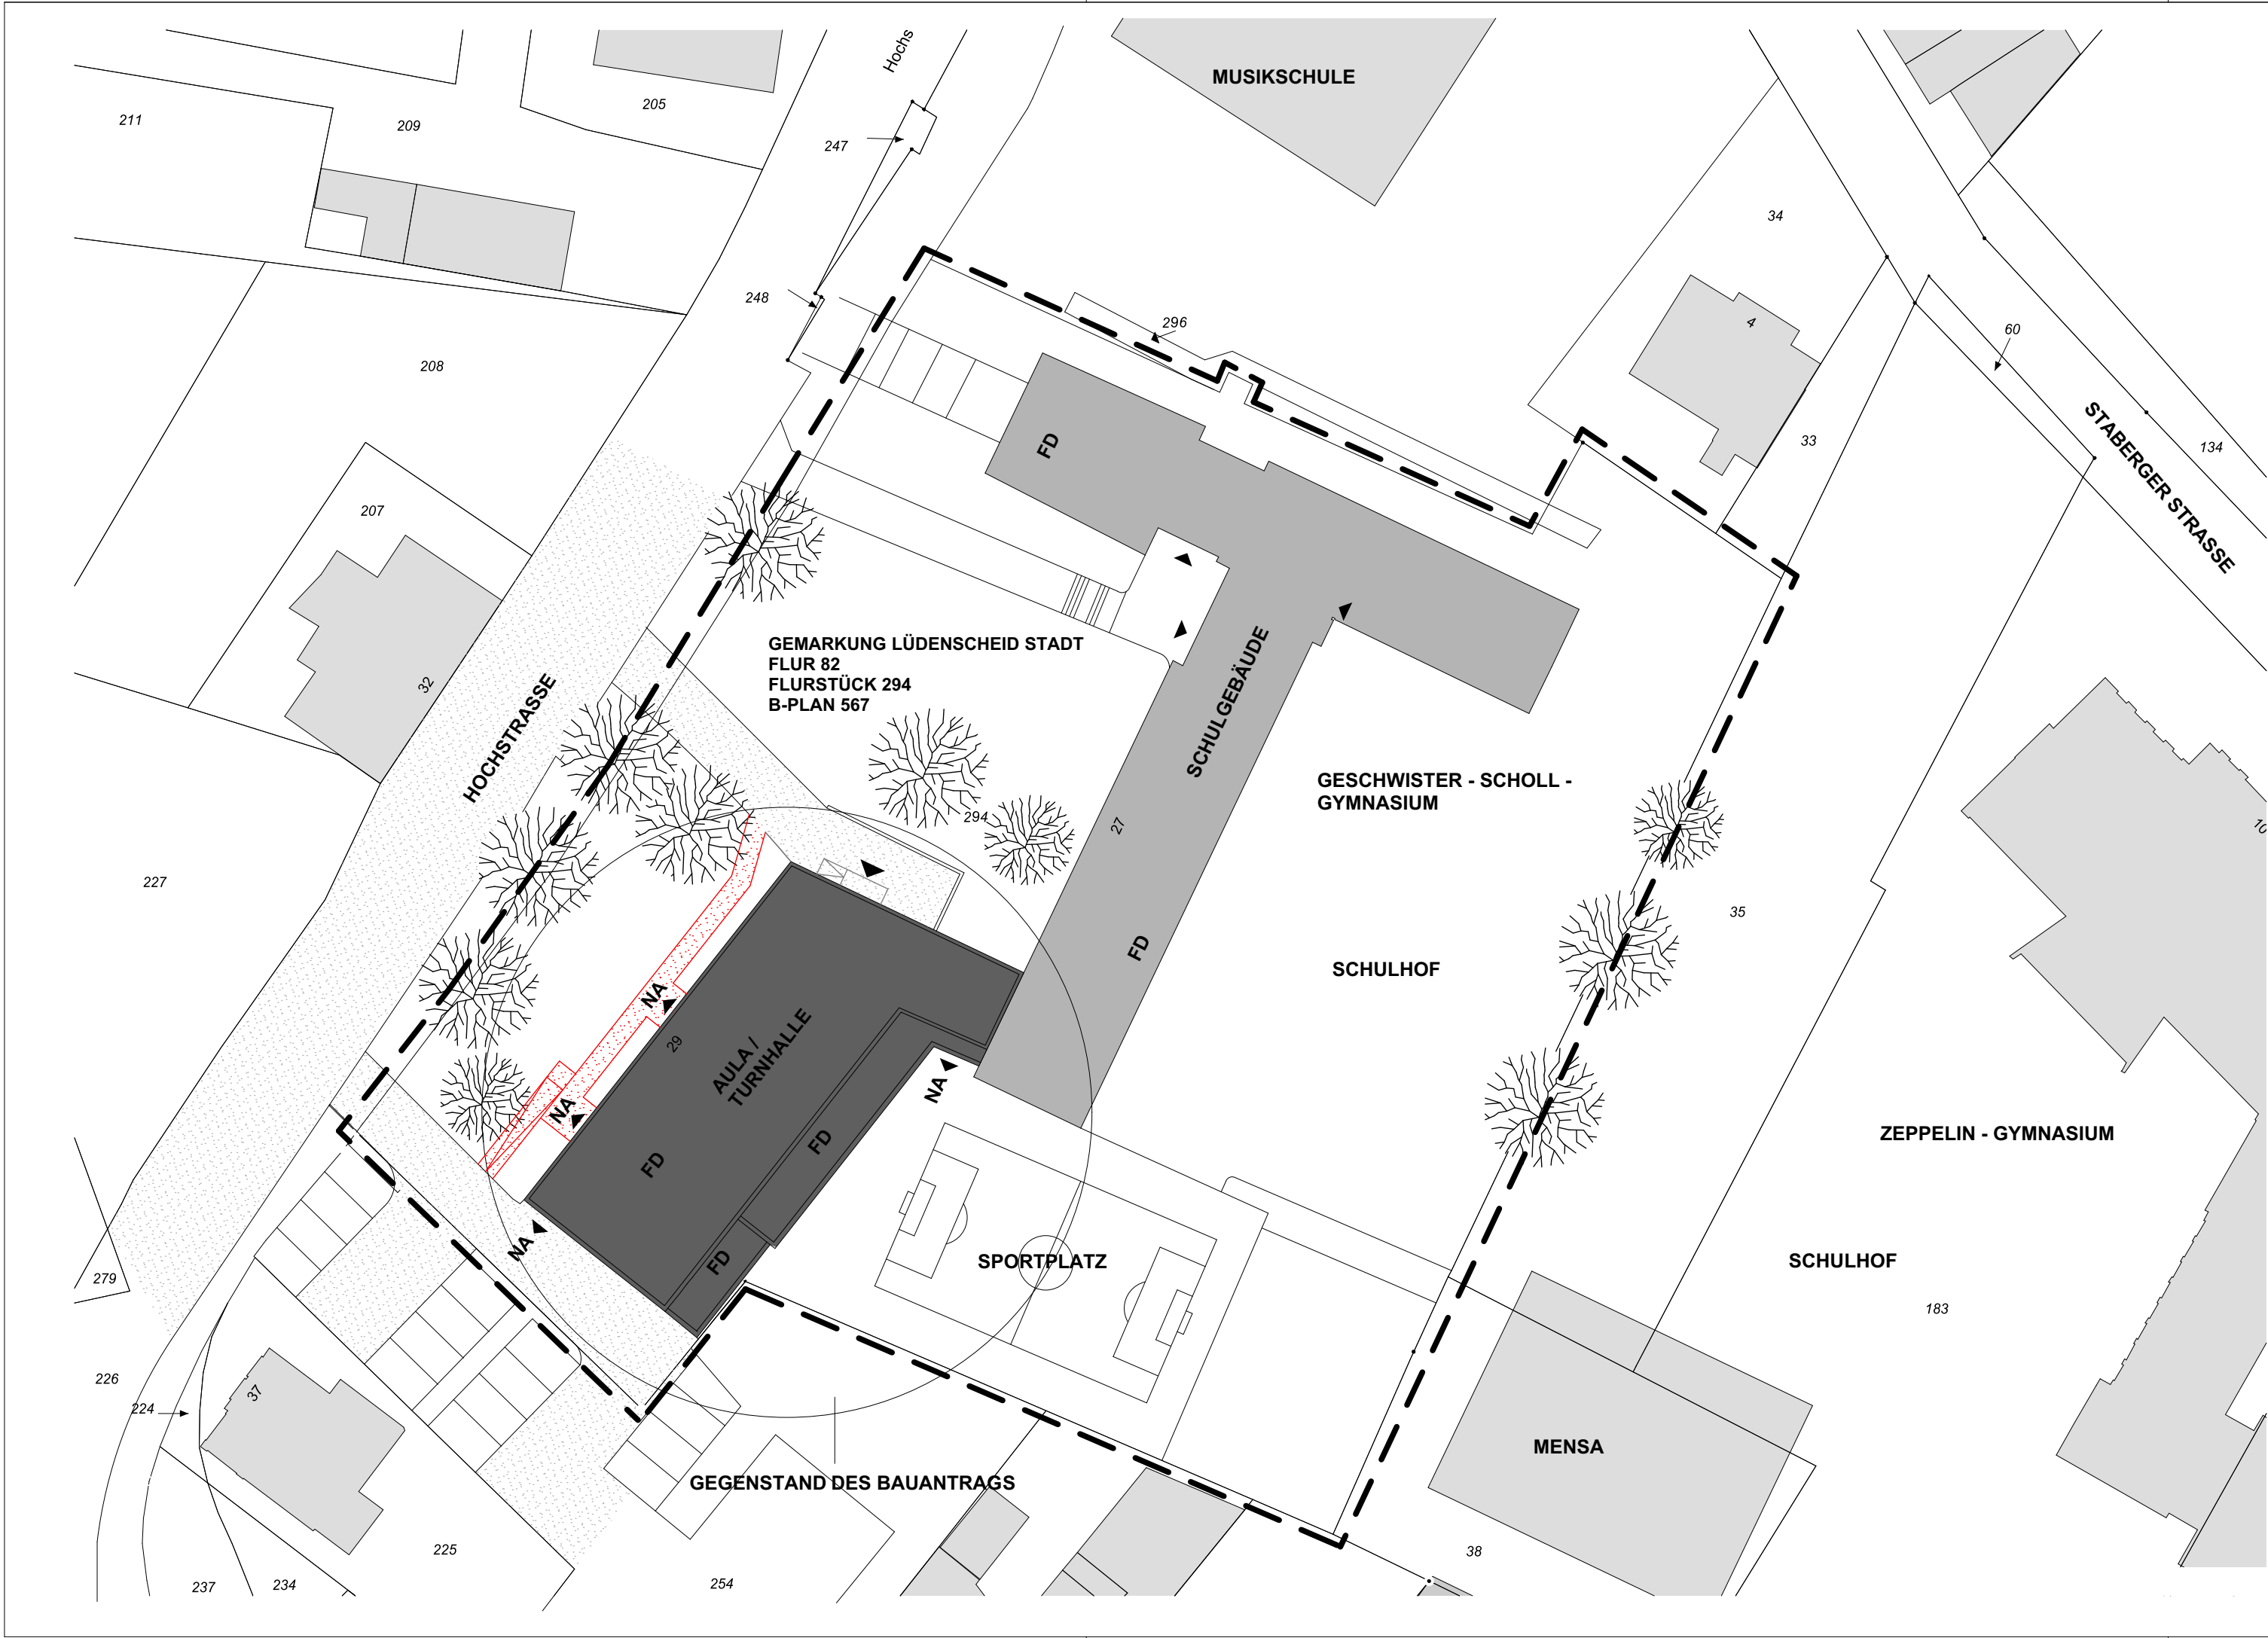 Hochs
MUSIKSCHULE
205
211
209
247
34
248
296
4
60
208
33
STABERGER STRASSE
134
FD
207
GEMARKUNG LÜDENSCHEID STADT
FLUR 82
FLURSTÜCK 294
B-PLAN 567
32
HOCHSTRASSE
SCHULGEBÄUDE
GESCHWISTER - SCHOLL -
GYMNASIUM
294
27
10
227
35
FD
SCHULHOF
NA
29
AULA /
TURNHALLE
NA
NA
FD
FD
ZEPPELIN - GYMNASIUM
NA
FD
SPORTPLATZ
SCHULHOF
279
183
226
224
37
MENSA
GEGENSTAND DES BAUANTRAGS
225
38
237
234
254